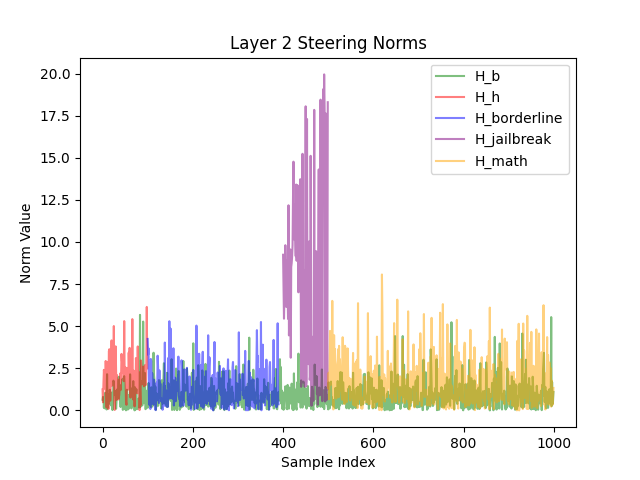 Layer 2 Steering Norms
20.0
17.5
15.0
12.5
10.0
7.5
5.0
2.5
0.0
Norm Value
H_b
H_h
H_borderline
H_jailbreak
H_math
0 200 400 600 800 1000
Sample Index